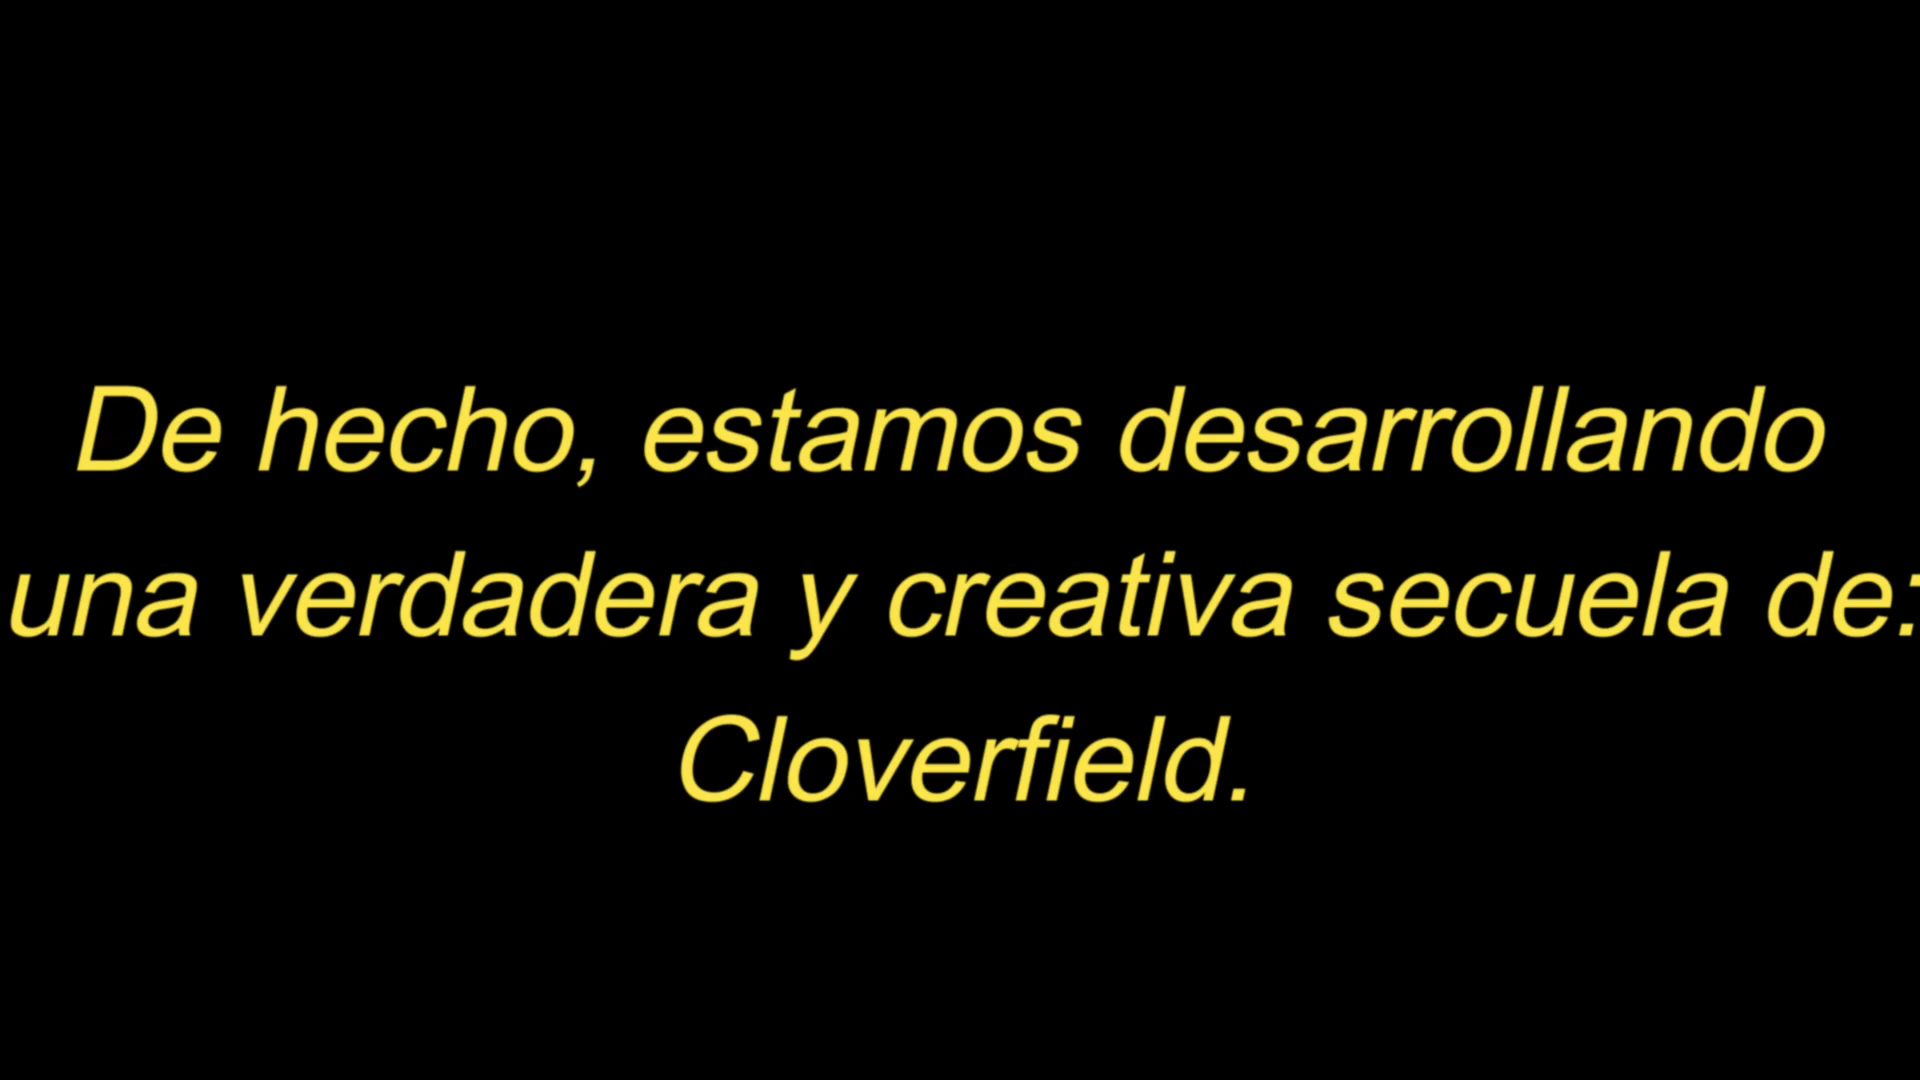 De hecho, estamos desarrollando
una verdadera y creativa secuela de:
Cloverfield.